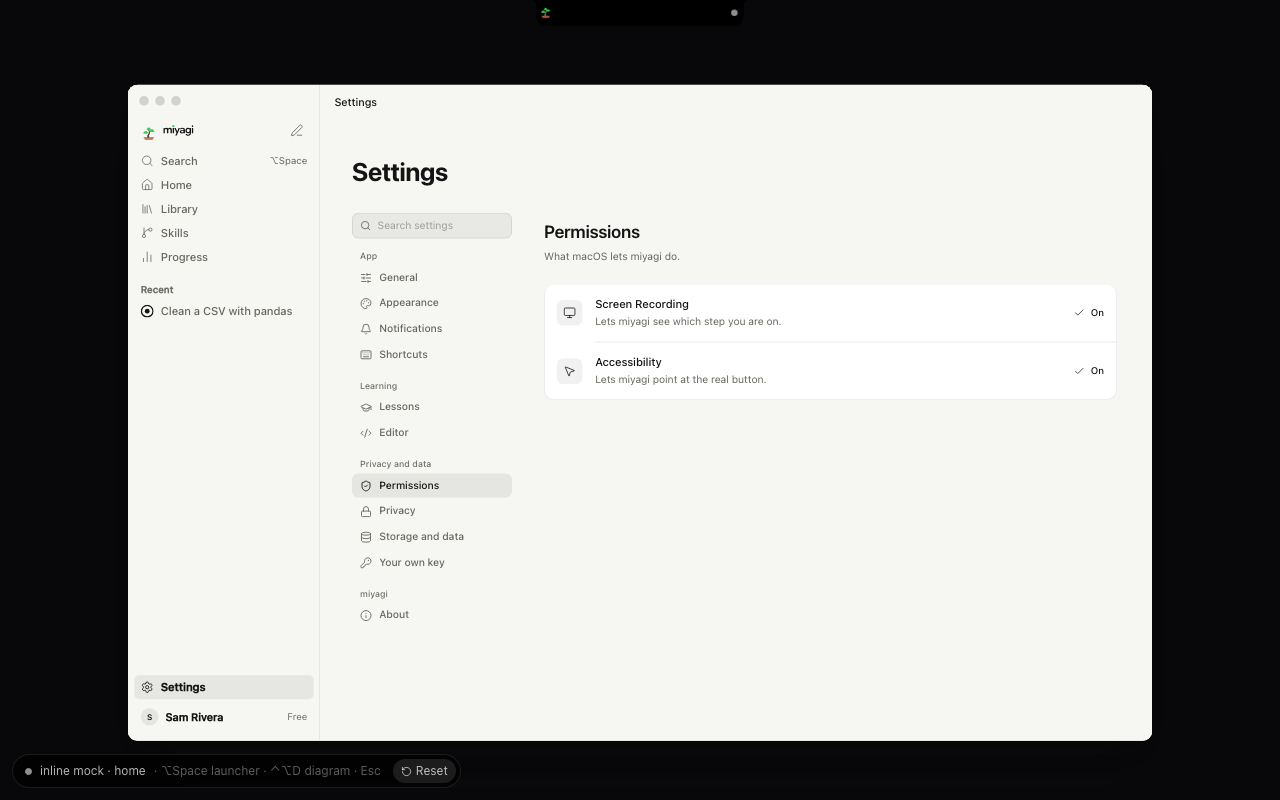 Settings
miyagi
Search ⌥Space
Home
Library
Skills
Progress
Recent
Clean a CSV with pandas
Settings
S Sam Rivera Free
Settings
Search settings
App
General
Appearance
Notifications
Shortcuts
Learning
Lessons
Editor
Privacy and data
Permissions
Privacy
Storage and data
Your own key
miyagi
About
Permissions
What macOS lets miyagi do.
Screen Recording
Lets miyagi see which step you are on.
On
Accessibility
Lets miyagi point at the real button.
On
inline mock · home · ⌥Space launcher · ^⌥D diagram · Esc Reset